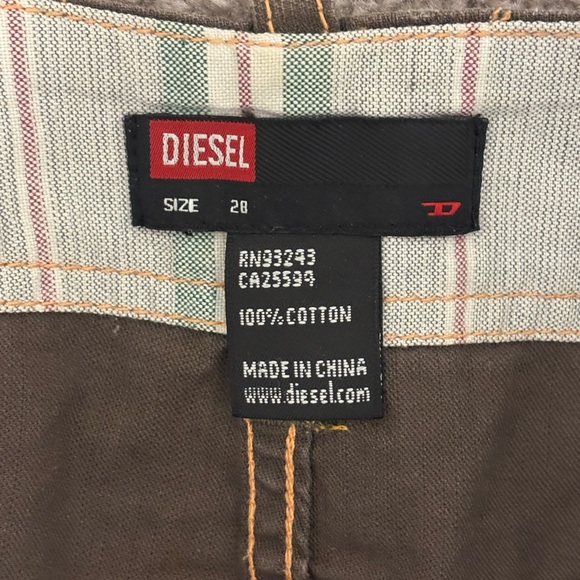 DIESEL
SIZE 28
RN93243
CA25594
100% COTTON
MADE IN CHINA
www.diesel.com